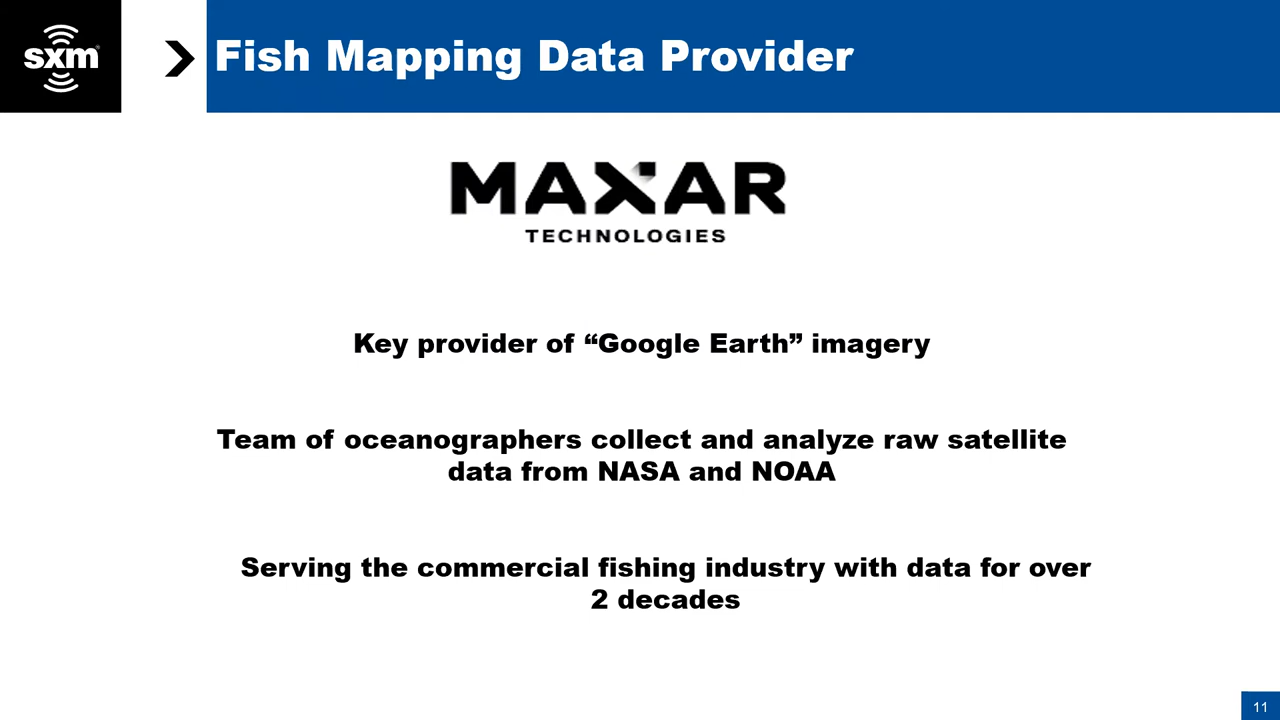 sxm
Fish Mapping Data Provider
MAXAR
TECHNOLOGIES
Key provider of “Google Earth” imagery
Team of oceanographers collect and analyze raw satellite
data from NASA and NOAA
Serving the commercial fishing industry with data for over
2 decades
11